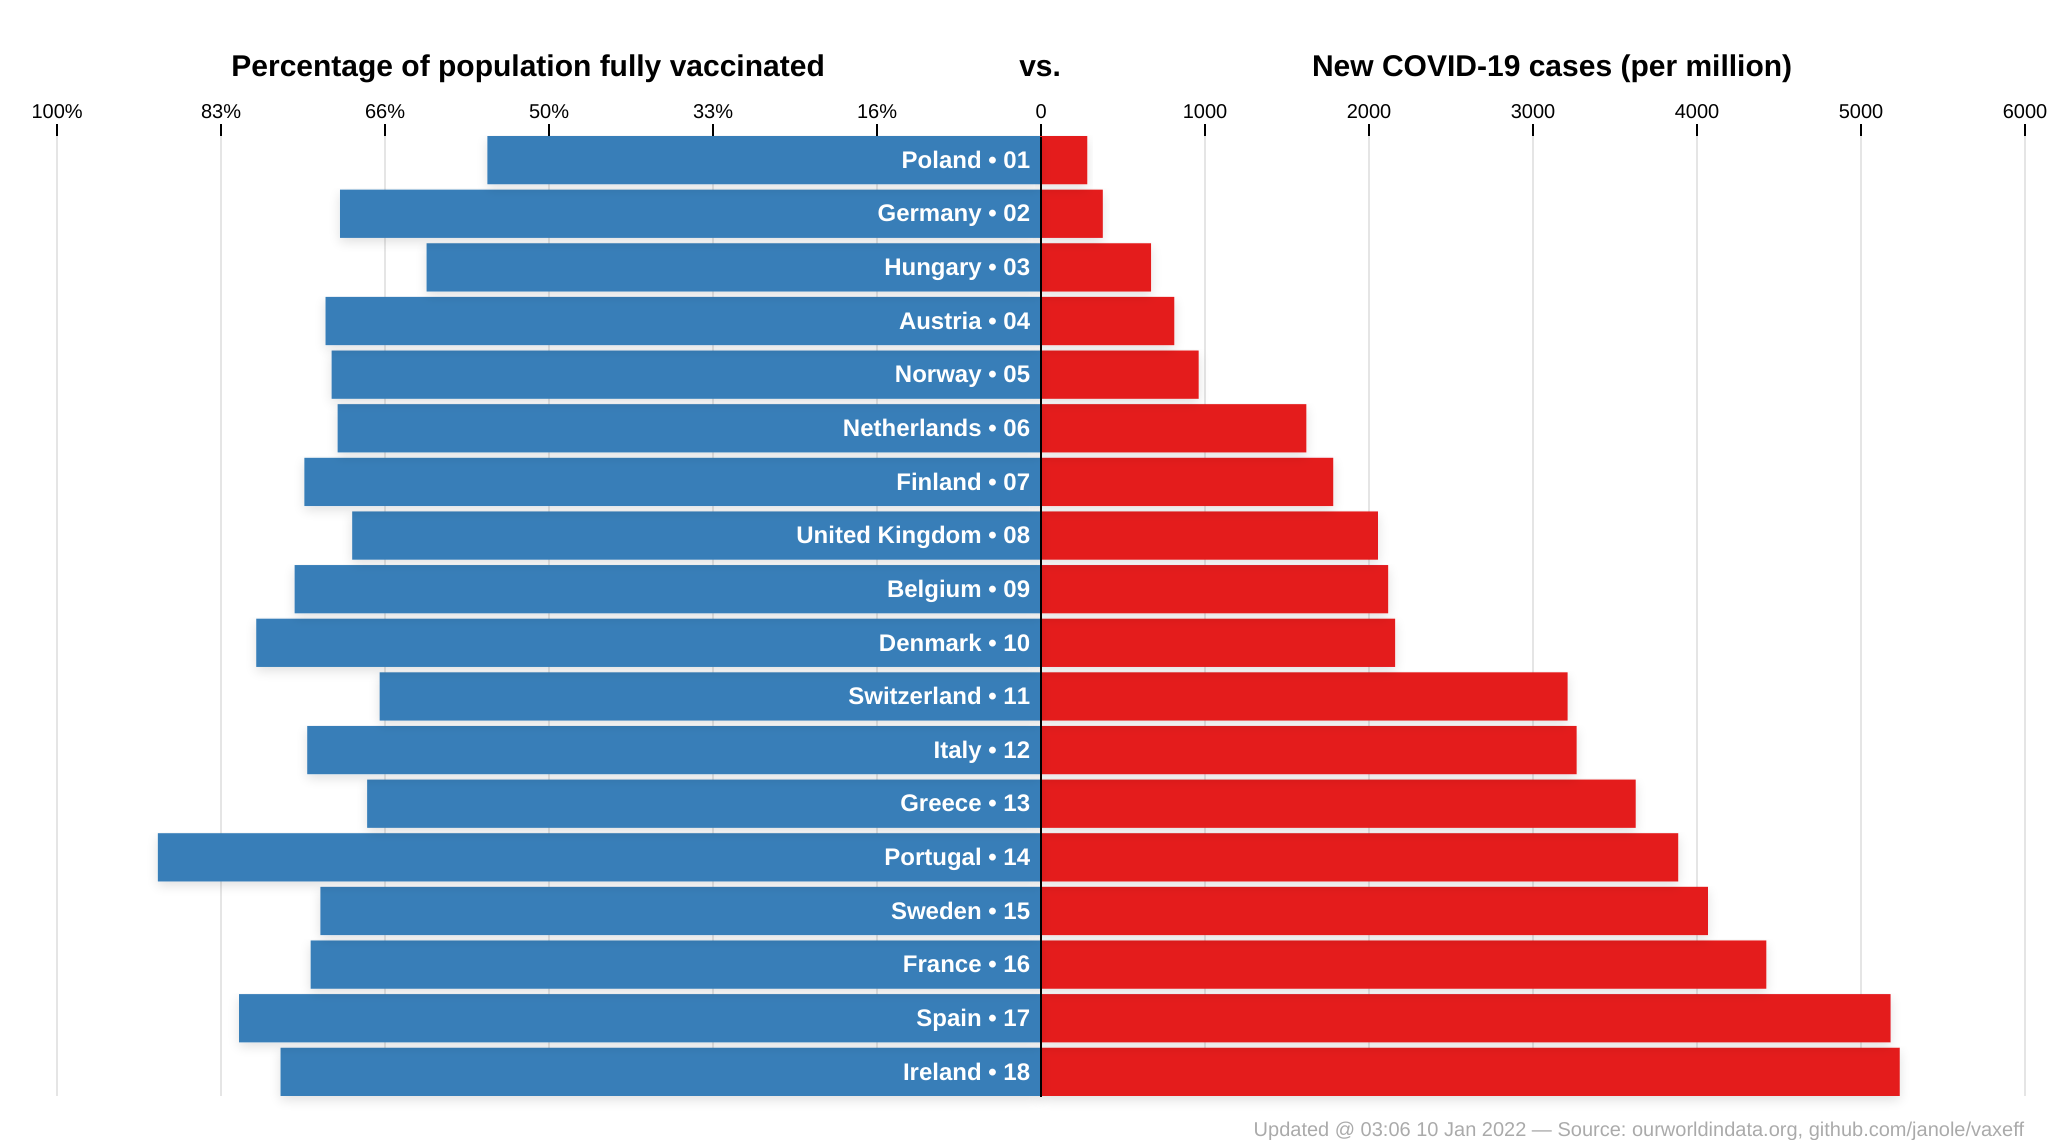 Percentage of population fully vaccinated vs. New COVID-19 cases (per million)
100% 83% 66% 50% 33% 16% 0 1000 2000 3000 4000 5000 6000
Poland • 01
Germany • 02
Hungary • 03
Austria • 04
Norway • 05
Netherlands • 06
Finland • 07
United Kingdom • 08
Belgium • 09
Denmark • 10
Switzerland • 11
Italy • 12
Greece • 13
Portugal • 14
Sweden • 15
France • 16
Spain • 17
Ireland • 18
Updated @ 03:06 10 Jan 2022 — Source: ourworldindata.org, github.com/janole/vaxeff